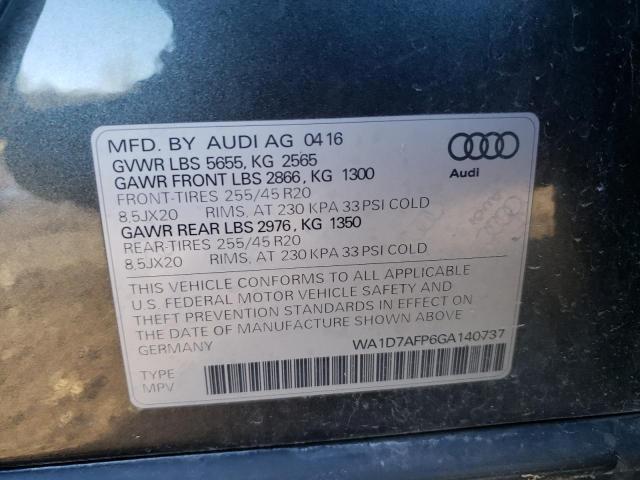 MFD. BY AUDI AG 04 16
GVWR LBS 5655, KG 2565
GAWR FRONT LBS 2866, KG 1300
FRONT-TIRES 255/45 R20
8.5JX20 RIMS, AT 230 KPA 33 PSI COLD
GAWR REAR LBS 2976, KG 1350
REAR-TIRES 255/45 R20
8.5JX20 RIMS, AT 230 KPA 33 PSI COLD
Audi
THIS VEHICLE CONFORMS TO ALL APPLICABLE
U.S. FEDERAL MOTOR VEHICLE SAFETY AND
THEFT PREVENTION STANDARDS IN EFFECT ON
THE DATE OF MANUFACTURE SHOWN ABOVE
GERMANY WA1D7AFP6GA140737
TYPE
MPV